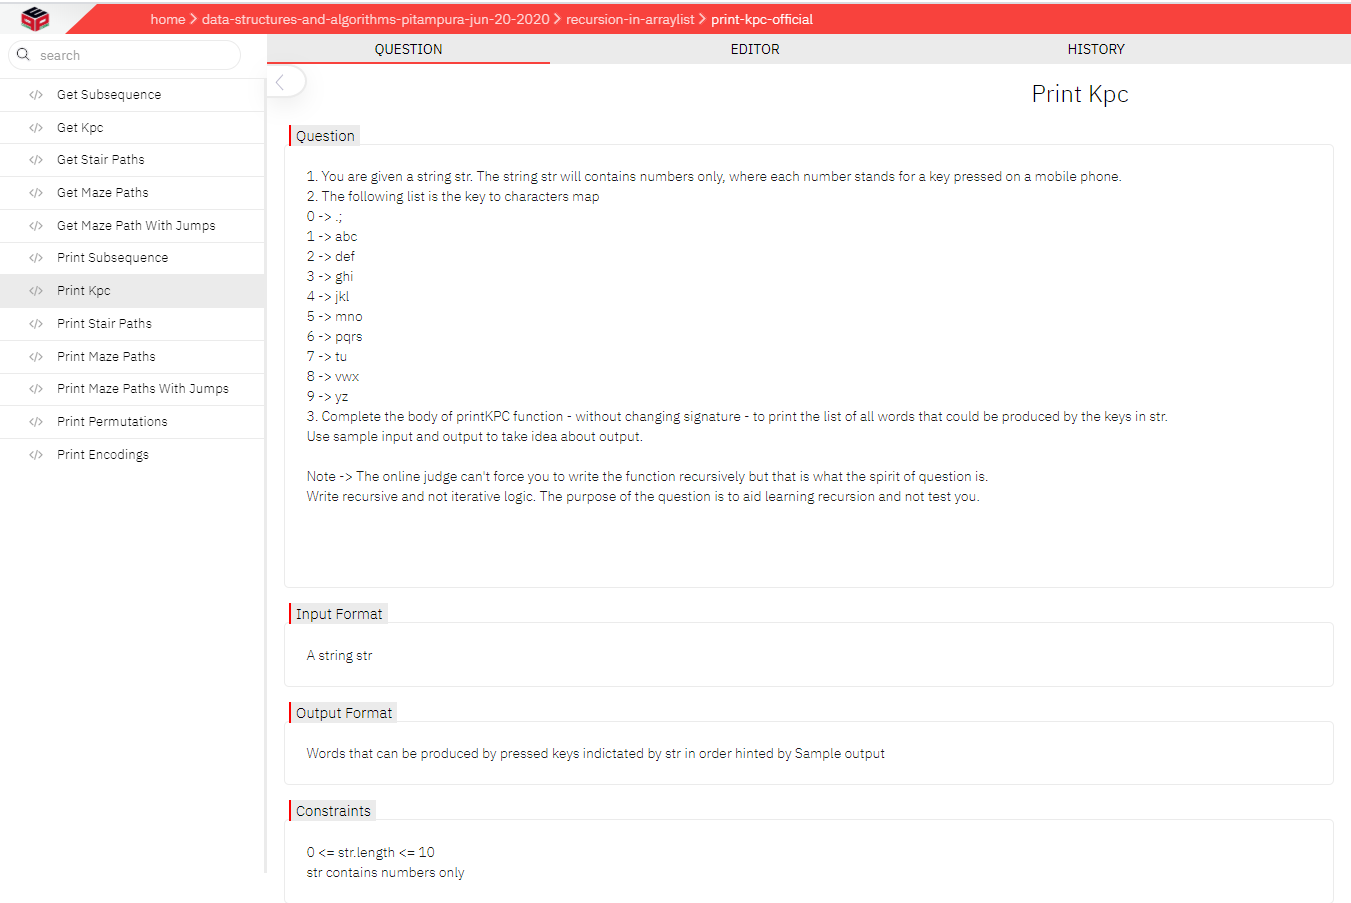 home > data-structures-and-algorithms-pitampura-jun-20-2020 > recursion-in-arraylist > print-kpc-official
search
QUESTION EDITOR HISTORY
</> Get Subsequence
</> Get Kpc
</> Get Stair Paths
</> Get Maze Paths
</> Get Maze Path With Jumps
</> Print Subsequence
</> Print Kpc
</> Print Stair Paths
</> Print Maze Paths
</> Print Maze Paths With Jumps
</> Print Permutations
</> Print Encodings
Print Kpc
Question
1. You are given a string str. The string str will contains numbers only, where each number stands for a key pressed on a mobile phone.
2. The following list is the key to characters map
0 -> .;
1 -> abc
2 -> def
3 -> ghi
4 -> jkl
5 -> mno
6 -> pqrs
7 -> tu
8 -> vwx
9 -> yz
3. Complete the body of printKPC function - without changing signature - to print the list of all words that could be produced by the keys in str.
Use sample input and output to take idea about output.
Note -> The online judge can't force you to write the function recursively but that is what the spirit of question is.
Write recursive and not iterative logic. The purpose of the question is to aid learning recursion and not test you.
Input Format
A string str
Output Format
Words that can be produced by pressed keys indictated by str in order hinted by Sample output
Constraints
0 <= str.length <= 10
str contains numbers only